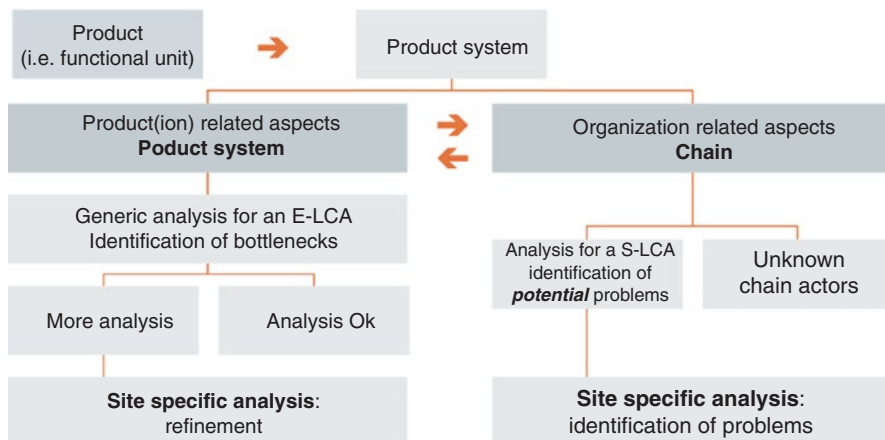 Product
(i.e. functional unit)
Product system
Product(ion) related aspects
Poduct system
Organization related aspects
Chain
Generic analysis for an E-LCA
Identification of bottlenecks
Analysis for a S-LCA
identification of
potential problems
Unknown
chain actors
More analysis
Analysis Ok
Site specific analysis:
refinement
Site specific analysis:
identification of problems